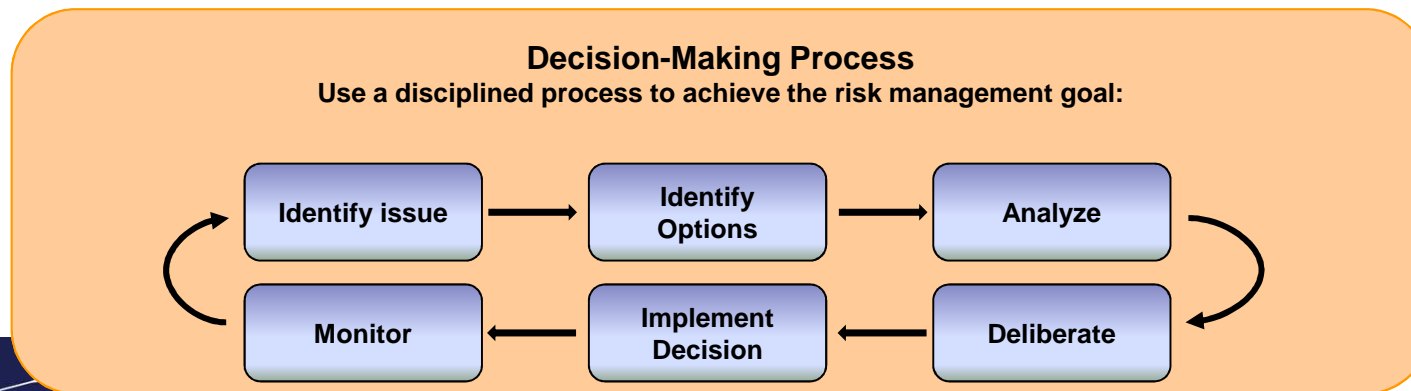 Decision-Making Process
Use a disciplined process to achieve the risk management goal:
Identify issue
Identify
Options
Analyze
Deliberate
Implement
Decision
Monitor